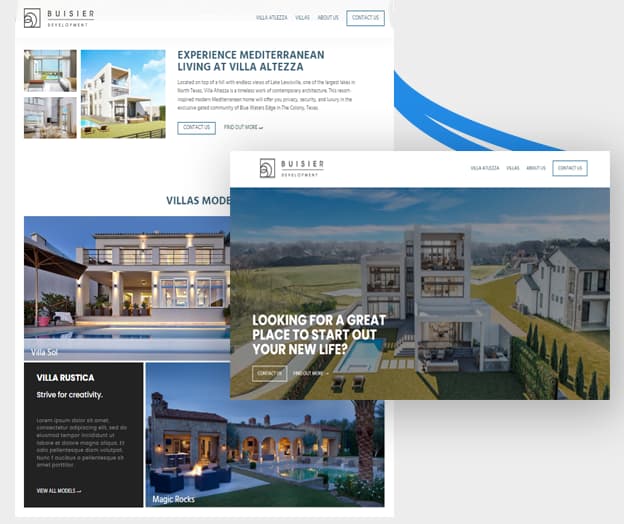 BUISIER
DEVELOPMENT
VILLA ATLEZZA VILLAS ABOUT US CONTACT US
EXPERIENCE MEDITERRANEAN
LIVING AT VILLA ALTEZZA
Located on top of a hill with endless views of Lake Lewisville, one of the largest lakes in
North Texas, Villa Altezza is a timeless work of contemporary architecture. This resort-
inspired modern Mediterranean home will offer you privacy, security, and luxury in the
exclusive gated community of Blue Waters Edge in The Colony, Texas.
CONTACT US FIND OUT MORE
VILLAS MODE
Villa Sol
VILLA RUSTICA
Strive for creativity.
Lorem ipsum dolor sit amet,
consectetur adipiscing elit, sed do
eiusmod tempor incididunt ut
labore et dolore magna aliqua. Et
odio pellentesque diam volutpat.
Nunc f aucibus a pellentesque sit
amet porttitor.
VIEW ALL MODELS
Magic Rocks
BUISIER
DEVELOPMENT
VILLA ATLEZZA VILLAS ABOUT US CONTACT US
LOOKING FOR A GREAT
PLACE TO START OUT
YOUR NEW LIFE?
CONTACT US FIND OUT MORE